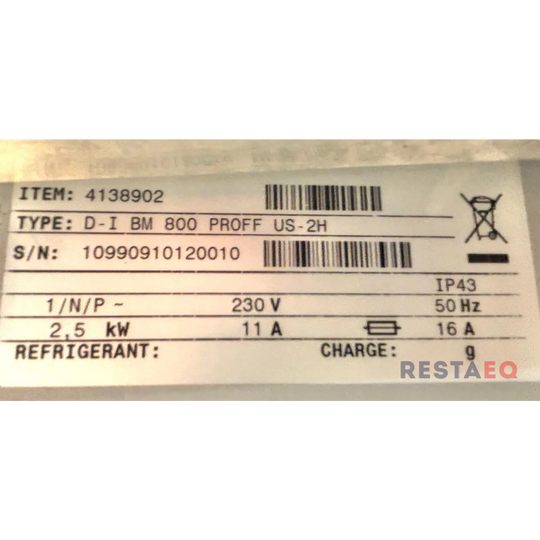 ITEM: 4138902
TYPE: D-I BM 800 PROFF US-2H
S/N: 10990910120010
IP43
1/N/P ~ 230 V 50 Hz
2,5 kW 11 A 16 A
REFRIGERANT: CHARGE: g
RESTAEQ